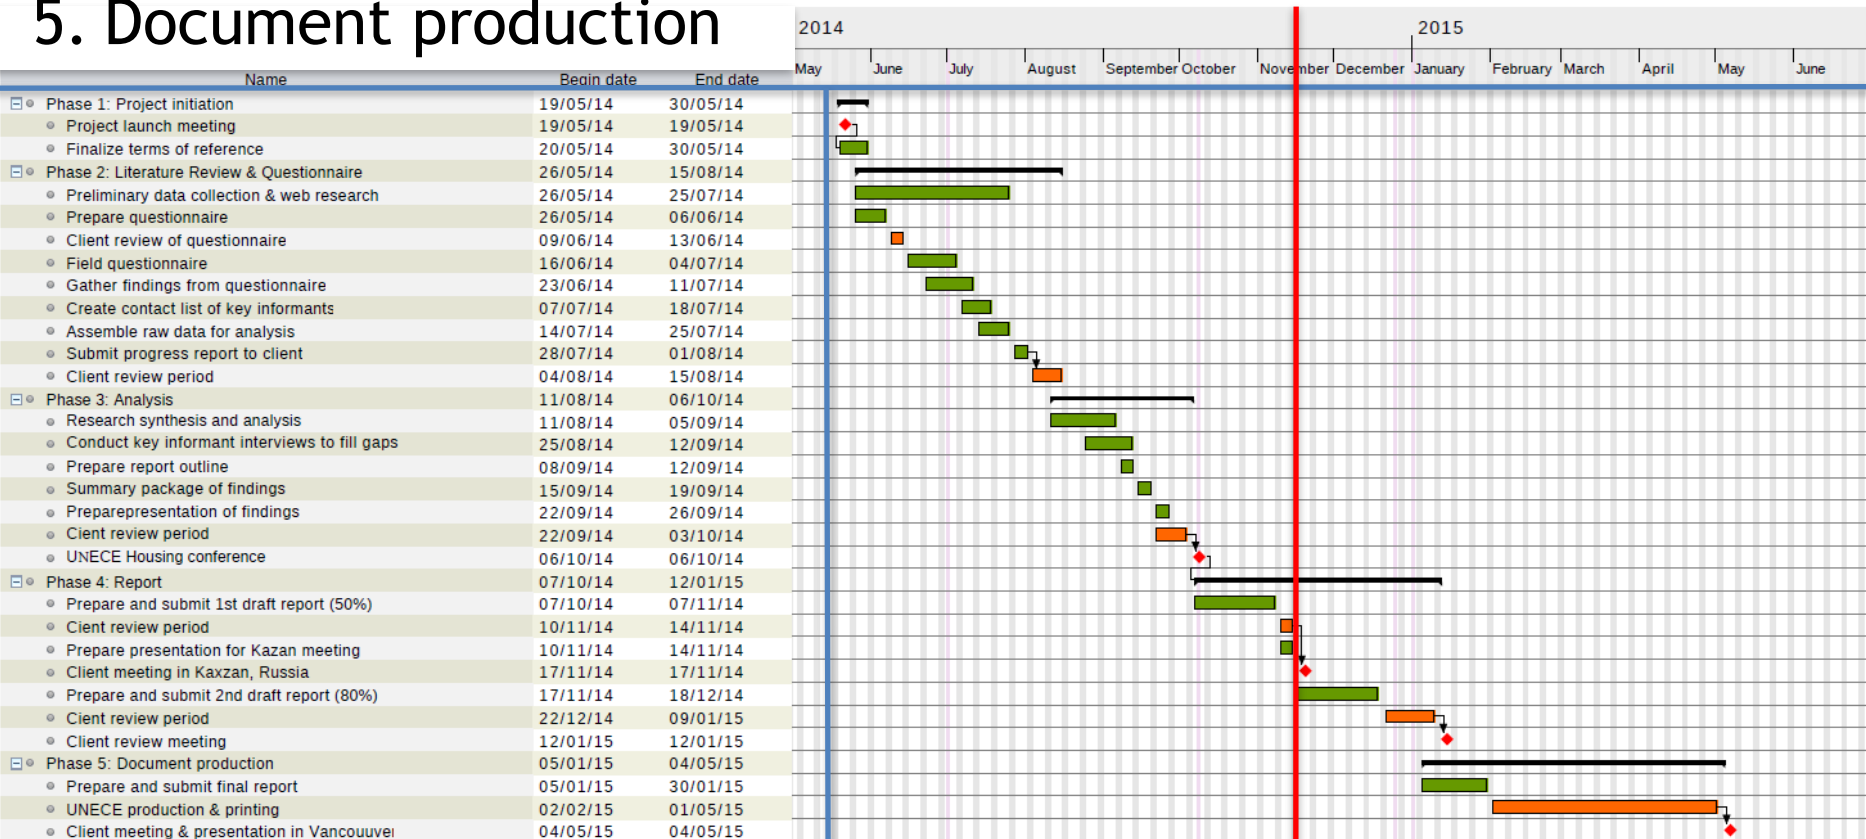 5. Document production
2014 2015
May June July August September October November December January February March April May June
Name Begin date End date
Phase 1: Project initiation 19/05/14 30/05/14
Project launch meeting 19/05/14 19/05/14
Finalize terms of reference 20/05/14 30/05/14
Phase 2: Literature Review & Questionnaire 26/05/14 15/08/14
Preliminary data collection & web research 26/05/14 25/07/14
Prepare questionnaire 26/05/14 06/06/14
Client review of questionnaire 09/06/14 13/06/14
Field questionnaire 16/06/14 04/07/14
Gather findings from questionnaire 23/06/14 11/07/14
Create contact list of key informants 07/07/14 18/07/14
Assemble raw data for analysis 14/07/14 25/07/14
Submit progress report to client 28/07/14 01/08/14
Client review period 04/08/14 15/08/14
Phase 3: Analysis 11/08/14 06/10/14
Research synthesis and analysis 11/08/14 05/09/14
Conduct key informant interviews to fill gaps 25/08/14 12/09/14
Prepare report outline 08/09/14 12/09/14
Summary package of findings 15/09/14 19/09/14
Preparepresentation of findings 22/09/14 26/09/14
Cient review period 22/09/14 03/10/14
UNECE Housing conference 06/10/14 06/10/14
Phase 4: Report 07/10/14 12/01/15
Prepare and submit 1st draft report (50%) 07/10/14 07/11/14
Cient review period 10/11/14 14/11/14
Prepare presentation for Kazan meeting 10/11/14 14/11/14
Client meeting in Kaxzan, Russia 17/11/14 17/11/14
Prepare and submit 2nd draft report (80%) 17/11/14 18/12/14
Cient review period 22/12/14 09/01/15
Client review meeting 12/01/15 12/01/15
Phase 5: Document production 05/01/15 04/05/15
Prepare and submit final report 05/01/15 30/01/15
UNECE production & printing 02/02/15 01/05/15
Client meeting & presentation in Vancouuver 04/05/15 04/05/15